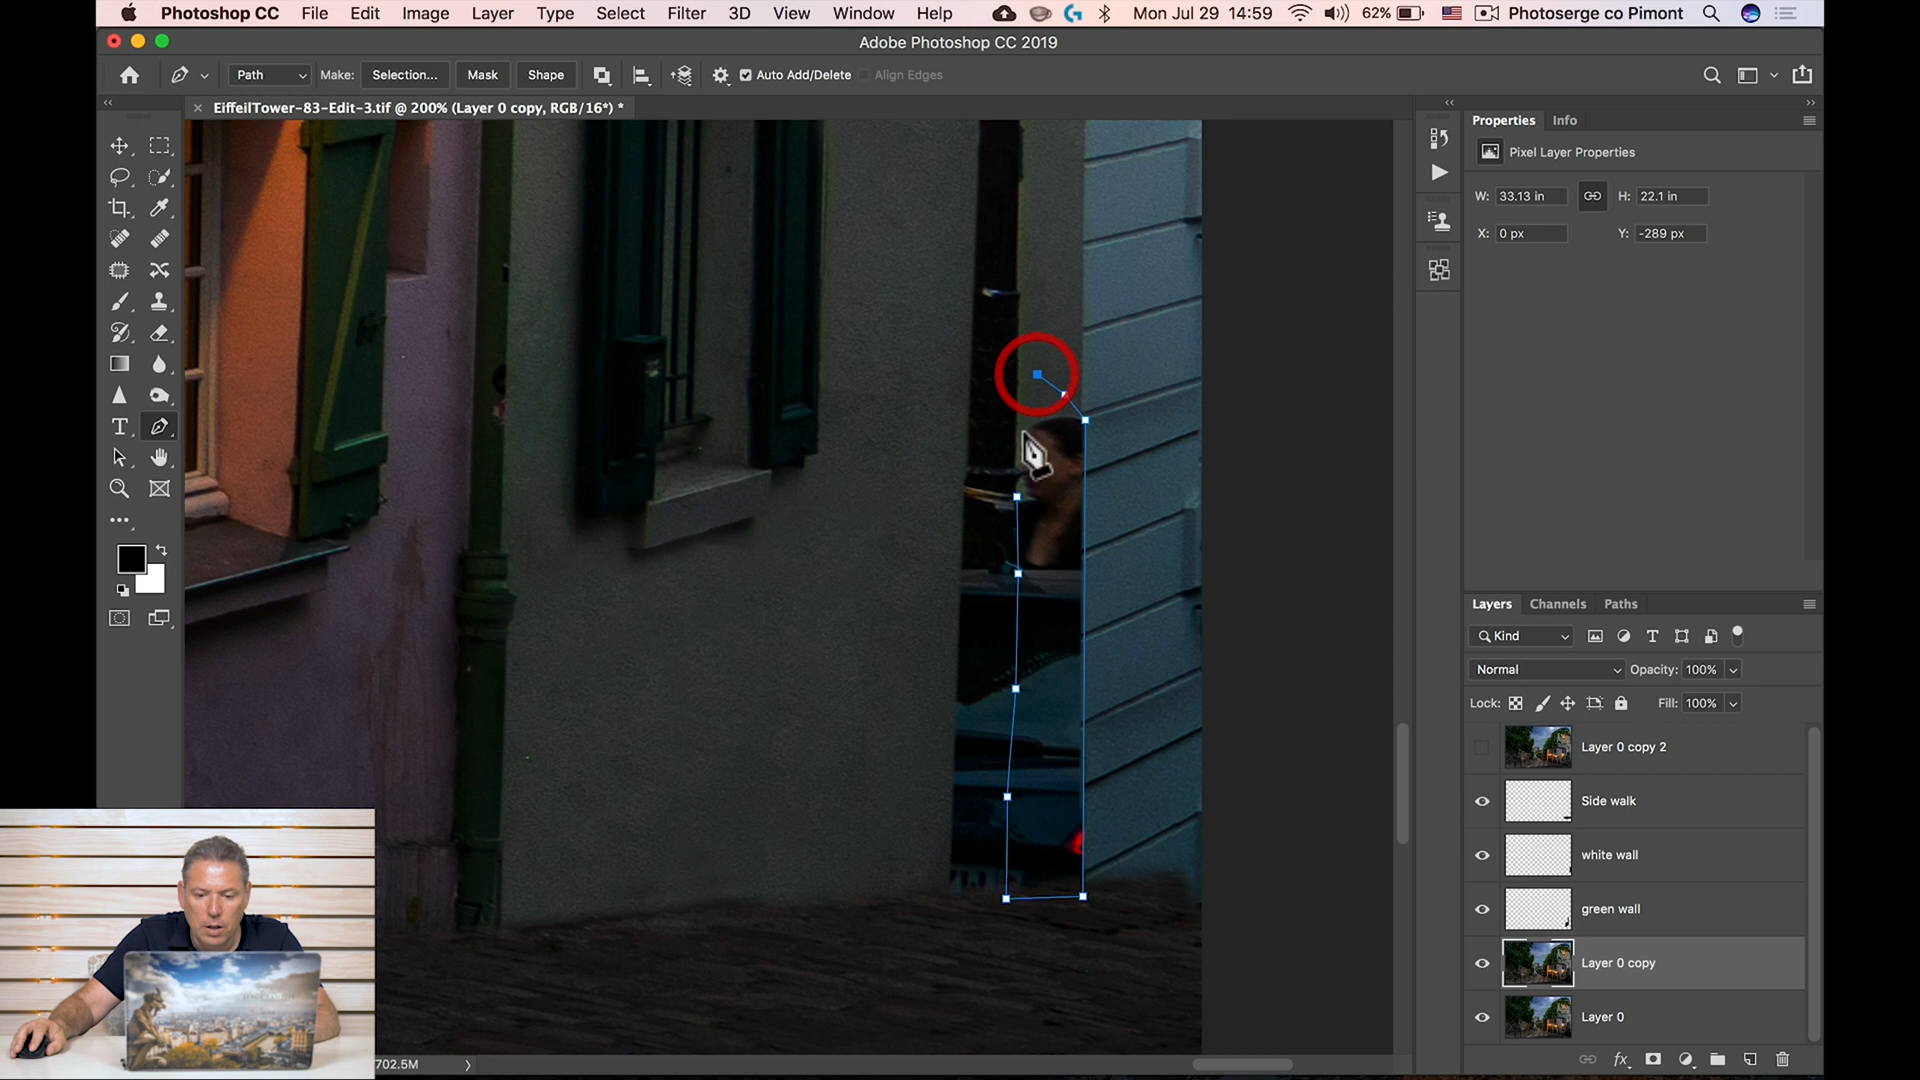 Photoshop CC File Edit Image Layer Type Select Filter 3D View Window Help Mon Jul 29 14:59 62% Photoserge co Pimont
Adobe Photoshop CC 2019
Path Make: Selection... Mask Shape Auto Add/Delete Align Edges
EiffeilTower-83-Edit-3.tif @ 200% (Layer 0 copy, RGB/16*) *
Properties Info
Pixel Layer Properties
W: 33.13 in H: 22.1 in
X: 0 px Y: -289 px
Layers Channels Paths
Kind
Normal Opacity: 100%
Lock: Fill: 100%
Layer 0 copy 2
Side walk
white wall
green wall
Layer 0 copy
Layer 0
702.5M